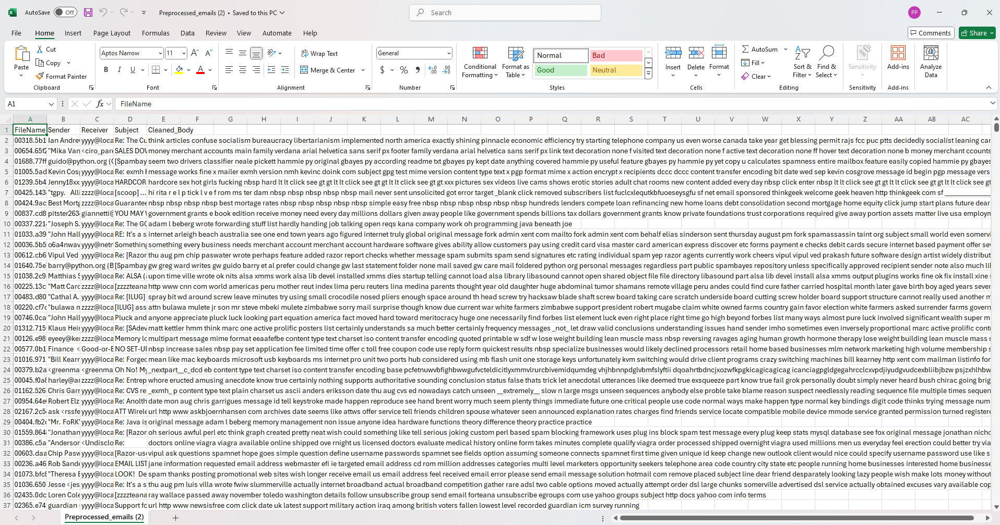 AutoSave Off Preprocessed_emails (2) • Saved to this PC Search PP
File Home Insert Page Layout Formulas Data Review View Automate Help Comments Share
Paste Cut Copy Format Painter Clipboard
Aptos Narrow 11 B I U Font
Wrap Text Merge & Center Alignment
General $ % Number
Conditional Formatting Format as Table Normal Bad Good Neutral Styles
Insert Delete Format Cells
AutoSum Fill Clear Sort & Filter Find & Select Editing
Sensitivity Sensitivity Add-ins Add-ins Analyze Data
A1 fx FileName
A B C D E F G H I J K L M N O P Q R S T U V W X Y Z AA AB AC
1 FileName Sender Receiver Subject Cleaned_Body
2 00318.5b1 Ian Andrew yyyy@loca Re: The Cu think articles confuse socialism bureaucracy libertarianism implemented north america exactly shining pinnacle economic efficiency try starting telephone company us even worse canada take year get blessing permit rajs fcc puc ptts decidedly socialist leaning can
3 00654.65f2 "Mika Van <ciro_pare SALES DOW money merchant accounts main family verdana arial helvetica sans serif px footer family verdana arial helvetica sans serif px link text decoration none f visited text decoration none f active text decoration none ff hover text decoration none b money merchant ccounts
4 01688.77ff guido@python.org (G [Spambay seem two drivers classifier neale pickett hammie py original gbayes py according readme txt gbayes py kept date anything covered hammie py useful feature gbayes py hammie py yet copy u calculates spamness entire mailbox feature easily copied hammie py gbayes
5 01005.5ad Kevin Cosg yyyy@loca Re: exmh b message works fine x mailer exmh version nmh kevinc doink com subject gpg test mime version content type text x pgp format mime x action encrypt x recipients dccc dccc content transfer encoding bit date wed sep kevin cosgrove message id begin pgp message vers
6 01239.5b4 Jenny18xx yyyy@loca HARDCOR hardcore sex hot girls fucking nbsp hard lt lt click see gt gt lt lt click see gt gt lt lt click see gt gt xxx pictures sex videos live cams shows erotic stories adult chat rooms new content added every day nbsp click enter nbsp lt lt click see gt gt lt lt click see gt gt lt lt click see gt
7 00425.143 "tgpy. Alli zzzz@loca [scoop] ... hi rita r e l p tick l v e f rom ms ter dam nbsp nbsp nbsp nbsp nbsp mail never sent unsolicited got error target _blank click removed subscribers list fuclcxlequtkbfuoeseysgfu sf net email sponsored thinkgeek welcome geek heaven http thinkgeek com sf
8 00424.9ac Best Mortg zzzz@loca Guarantee nbsp nbsp nbsp nbsp best mortgage rates nbsp nbsp nbsp nbsp nbsp simple easy free nbsp nbsp nbsp nbsp nbsp nbsp hundreds lenders compete loan refinancing new home loans debt consolidation second mortgage home equity click jump start plans future dear
9 00837.cd8 pitster263 giannetti@ YOU MAY W government grants e book edition receive money need every day millions dollars given away people like government spends billions tax dollars government grants know private foundations trust corporations required give away portion assets matter live usa employm
10 00337.221 "Joseph S. yyyy@loca Re: The GO adam l beberg wrote forwarding stuff list hardly handing job talking open reqs kana company work oh programming java beneath joe
11 01033.a39 "John Hall yyyy@loca RE: It's a s internet arleigh beach australia see one end town years ago figured internet truly global original message fork admin xent com mailto fork admin xent com behalf elias sinderson sent thursday august pm fork spamassassin taint org subject small world even somervi
12 00036.5b5 o6a4nwav yyyy@netn Something something every business needs merchant account merchant account hardware software gives ability allow customers pay using credit card visa master card american express discover etc forms payment e checks debit cards secure internet based payment offer sev
13 00612.cb6 Vipul Ved yyyy@loca Re: [Razor thu aug pm chip paswater wrote perhaps feature added razor report checks whether message spam submits spam send signatures etc rating individual spam yep razor agents currently work cheers vipul vipul ved prakash future software design artist widely distribut
14 01640.75e barry@python.org (B [Spambay gw greg ward writes gw guido barry et al prefer could change gw last statement folder none mail saved gw care mail foldered python org personal messages regardless part public spambayes repository unless specifically approved recipient sender note also much lik
15 01038.2c9 Matthias S yyyy@loca Re: ALSA (a upon time ville wrote ok nits alsa xmms work alsa lib devel installed xmms dies startup telling cannot load alsa library libasound cannot open shared object file file directory libasound part alsa lib devel install alsa xmms output plugins works fine ok fix install xine s
16 00225.13c "Matt Carc zzzz@loca [zzzzteana http www cnn com world americas peru mother reut index lima peru reuters lina medina parents thought year old daughter huge abdominal tumor shamans remote village peru andes could find cure father carried hospital month later gave birth boy aged years sever
17 00483.d80 "Cathal A. yyyy@loca Re: [ILUG] spray bit wd around screw leave minutes try using small crocodile nosed pliers enough space around th head screw try hacksaw blade shaft screw board taking care scratch underside board cutting screw holder board support structure cannot really used another m
18 00220.cf7c "bulawa m zzzz@loca [ILUG] ass attn bulawa mulete jr son mr steve mbeki mulete zimbabwe sorry mail surprise though know due current war white farmers zimbabwe support president robert mugabe claim white owned farms country gain favor election white farmers asked surrender farms govern
19 00746.0ca "John Hall yyyy@loca Pluck and anyone appreciate pluck luck looking part equation america fact moved hard toward meritocracy huge one necessarily find forbes list element luck even right place right time go high beyond forbes list many ways almost pure luck involved significant wealth super m
20 01312.715 Klaus Hein yyyy@loca Re: [SAdev matt kettler hmm think marc one active prolific posters list certainly understands sa much better certainly frequency messages _not_ let draw valid conclusions understanding issues hand sender imho sometimes even inversely proportional marc active prolific contr
21 00126.e98 eyeey@ker zzzz@loca Memory lo multipart message mime format eeaafefbe content type text charset iso content transfer encoding quoted printable w sdf w lose weight building lean muscle mass nbsp reversing ravages aging human growth hormone therapy lose weight building lean muscle mass r
22 00577.0b1 Finance < Good-or-E NO SET-UP nbsp increase sales nbsp pay set application fee limited time offer c toll free coupon code use reply form quickest results nbsp specialize businesses would likely declined processors retail home based businesses mlm network marketing high volume membership s
23 01016.971 "Bill Kearn yyyy@loca Re: Forged mean like mac keyboards microsoft usb keyboards ms internet pro unit two ports hub considered using mb flash unit one storage keys unfortunately kvm switching would drive client programs crazy switching machines bill kearney http xent com mailman listinfo for
24 00379.b2a <greenma <greenma Oh No! My _nextpart__c_dcd eb content type text charset iso content transfer encoding base
25 00045.f0a8 harley@ar zzzz@loca Re: Entrep whore eructed amusing anecdote know true certainly nothing supports authoritative sounding conclusion status false thats trick let anecdotal utterances like deemed true exsqueeze part know true fail grok personally doubt simply never heard bush chirac going brig
26 01162.526 Chris Garr yyyy@loca Re: CVS re _exmh_ p content type text plain charset us ascii anders eriksson date thu aug cvs ed nowadays catch unseen __extremely__ slow n large msgs unseen sequences anybody else proble take blame reason suspect needlessly reading sequence file multiple times sequen
27 00954.64e Robert Elz yyyy@loca Re: Anolth date mon aug chris garrigues message id tell keystroke made happen reproduce see hand brent worry much seem plenty things immediate future one critical people use code normal ways make happen type normal key bindings digit code thinks trying message num
28 02167.2c5 ask <rssfe yyyy@loca ATT Wirele url http www askbjoernhansen com archives date seems like attws offer service tell friends children spouse whatever seen announced explanation rates charges find friends service locate compatible mobile device mmode service granted permission turned registere
29 00404.fb2c "Mr. FoRK" yyyy@loca Re: Java is original message adam l beberg memory management non issue anyone idea hardware functions theory difference theory practice practice
30 01559.864 "Jonathan yyyy@loca Re: [Razor oh serious awful perl etc think graph created pretty neat wish could something like tell serious joking custom perl based spam blocking framework uses plug ins block spam test message every plug keep stats mysql database see fox original message jonathan nicho
31 00386.c5a "Anderson <Undisclo Re: doctors online viagra viagra available online shipped ove rnight us licensed doctors evaluate medical history online form takes minutes complete qualify viagra order processed shipped overnight viagra used millions men us everyday feel erection could better try via
32 00603.daa Chip Pasw yyyy@loca [Razor-use vipul ask questions spamnet hope goes simple question define username passwords spamnet see fields option assuming someone connects spamnet first time given unique id keep change new outlook client would nice could specify username password use like s
33 00236.a46 Rob Sande yyyy@loca EMAIL LIST jane information requested email address webmaster efi ie targeted email address cd rom million addresses categories multi level marketers opportunity seekers telephone area code country city state etc people running home businesses interested home businesse
34 01073.bfc8 "Theresa B yyyy@loca LOOK! De spam thanks posting promotional web sites wish longer receive email us email address feel received email error please send email message solution hotmail com remove placed subject line dear friend desparately looking lazy people wish make lots money without
35 01036.650 Jesse <jes yyyy@loca Re: It's a s thu aug pm luis villa wrote fwiw slummerville actually internet broadband actual broadband competition gather rare adsl two cable options moved actually attempt order dsl large chunks somerville advertised dsl service actually obtained excuses vary available cop
36 02435.0dc Loren Cole yyyy@loca [zzzzteana ray wallace passed away november toledo washington details follow unsubscribe group send email forteana unsubscribe egroups com use yahoo groups subject http docs yahoo com info terms
37 02365.e74 guardian yyyy@loca Support fo url http www newsisfree com click date uk latest support military action iraq among british voters fallen lowest level recorded guardian icm survey running
Preprocessed_emails (2)